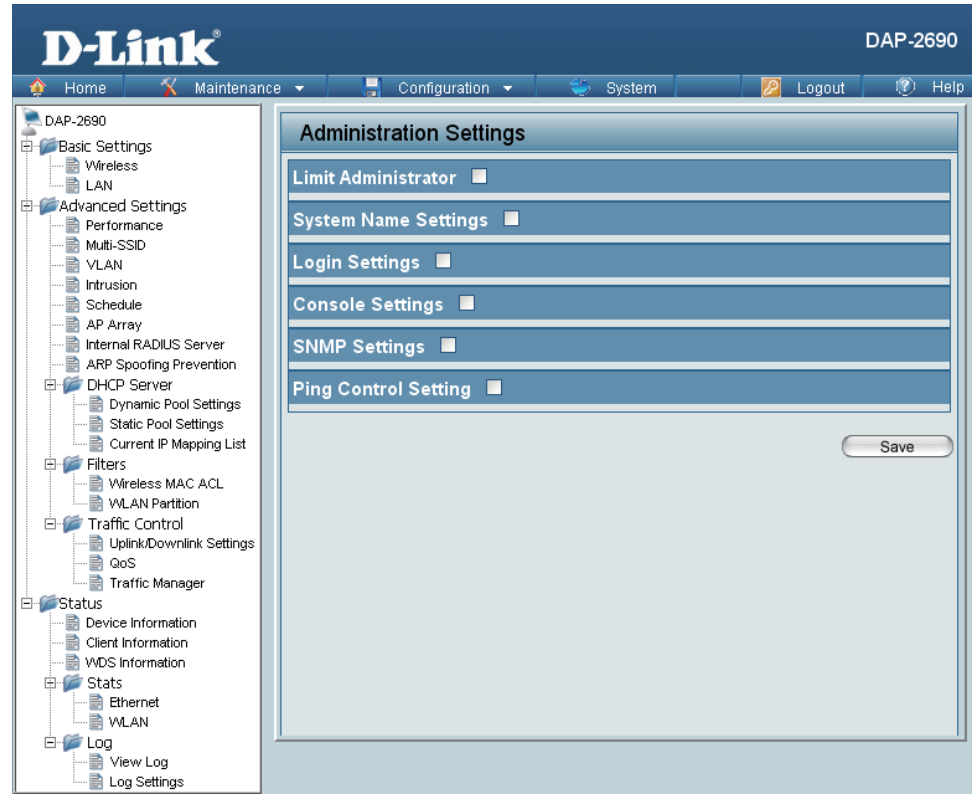 D-Link®
DAP-2690
Home Maintenance Configuration System Logout Help
DAP-2690
Basic Settings
Wireless
LAN
Advanced Settings
Performance
Multi-SSID
VLAN
Intrusion
Schedule
AP Array
Internal RADIUS Server
ARP Spoofing Prevention
DHCP Server
Dynamic Pool Settings
Static Pool Settings
Current IP Mapping List
Filters
Wireless MAC ACL
WLAN Partition
Traffic Control
Uplink/Downlink Settings
QoS
Traffic Manager
Status
Device Information
Client Information
WDS Information
Stats
Ethernet
WLAN
Log
View Log
Log Settings
Administration Settings
Limit Administrator
System Name Settings
Login Settings
Console Settings
SNMP Settings
Ping Control Setting
Save